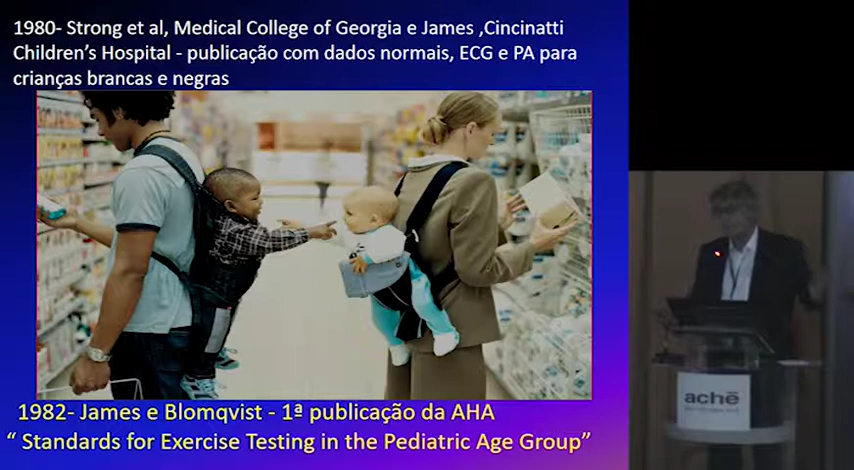 1980- Strong et al, Medical College of Georgia e James ,Cincinatti
Children's Hospital - publicação com dados normais, ECG e PA para
crianças brancas e negras
1982- James e Blomqvist - 1ª publicação da AHA
“ Standards for Exercise Testing in the Pediatric Age Group”
achē